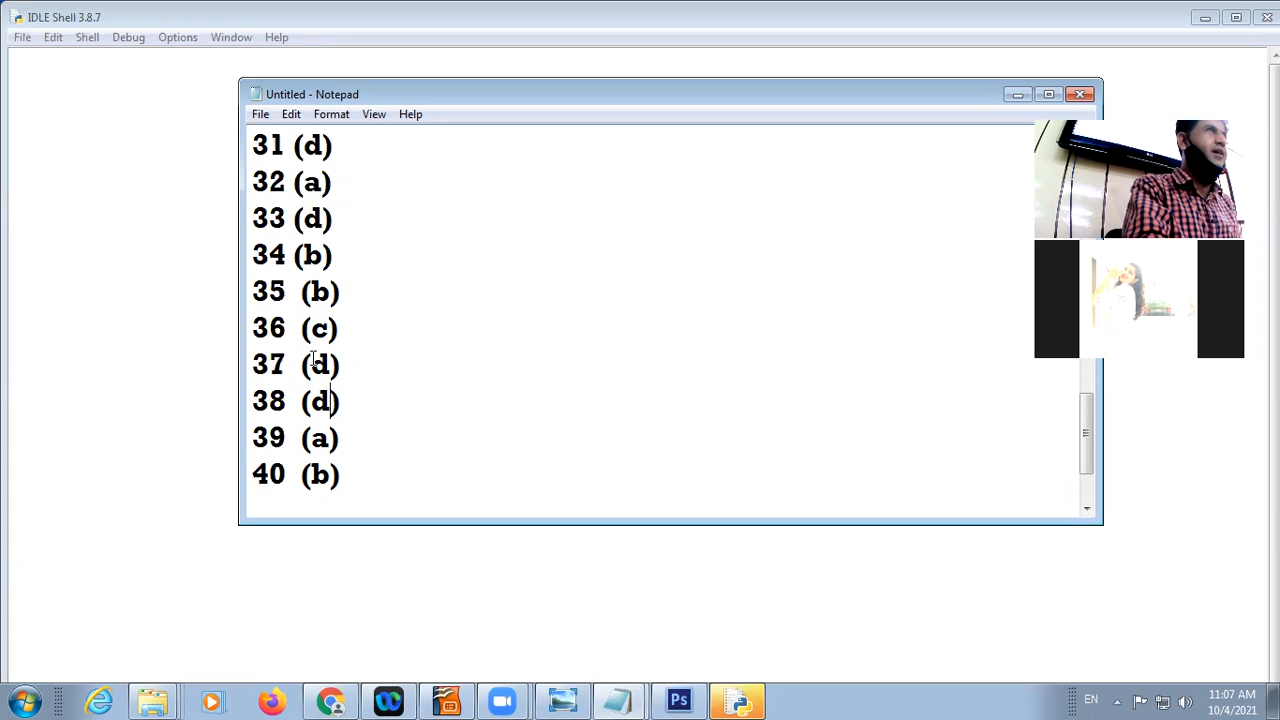 IDLE Shell 3.8.7
File Edit Shell Debug Options Window Help
Untitled - Notepad
File Edit Format View Help
31 (d)
32 (a)
33 (d)
34 (b)
35 (b)
36 (c)
37 (d)
38 (d)
39 (a)
40 (b)
Ps
EN
11:07 AM
10/4/2021